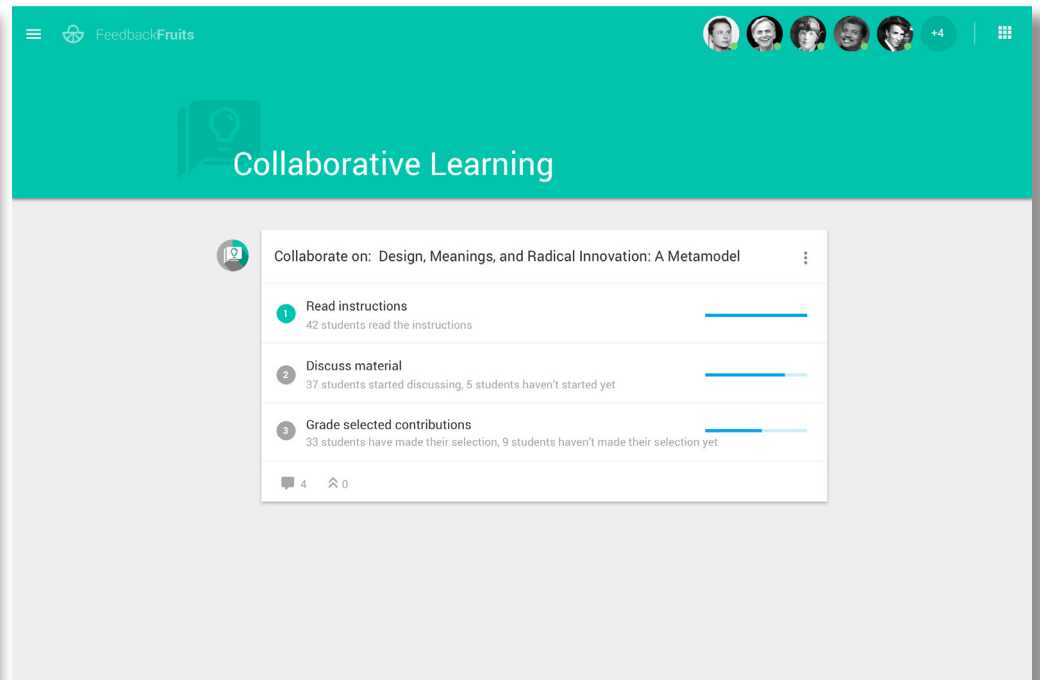 FeedbackFruits
+4
Collaborative Learning
Collaborate on: Design, Meanings, and Radical Innovation: A Metamodel
1
Read instructions
42 students read the instructions
2
Discuss material
37 students started discussing, 5 students haven't started yet
3
Grade selected contributions
33 students have made their selection, 9 students haven't made their selection yet
4 0